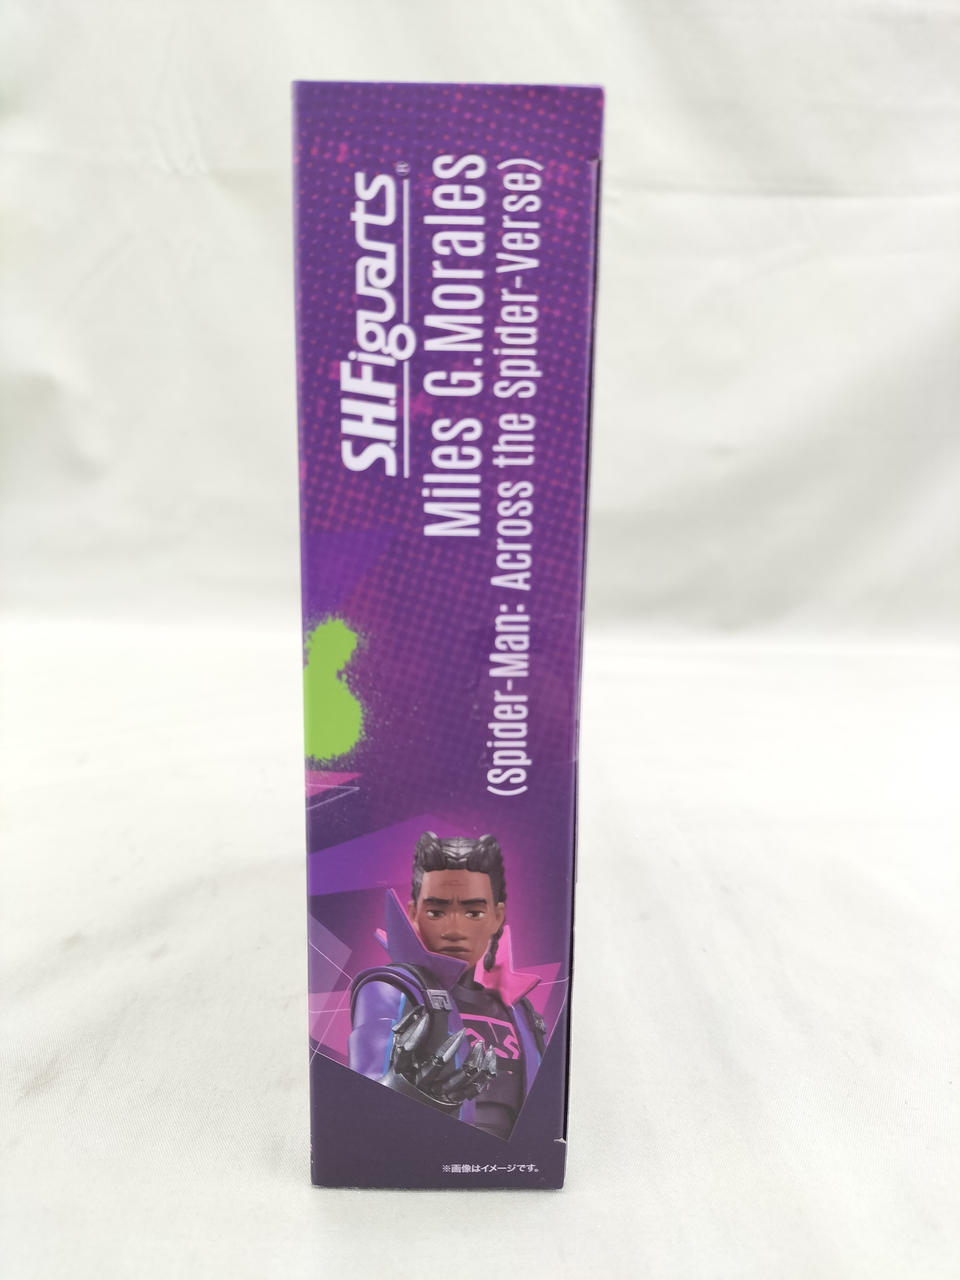 S.H.Figuarts®
Miles G.Morales
(Spider-Man: Across the Spider-Verse)
※画像はイメージです。